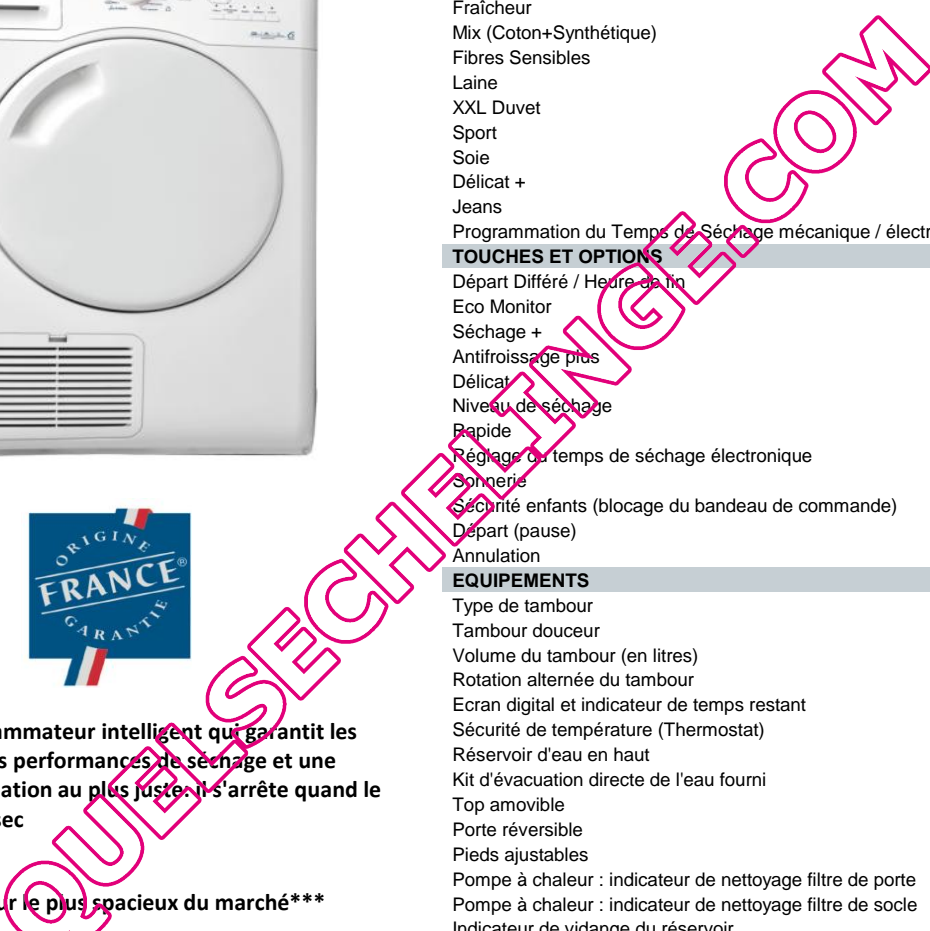 Fraîcheur
Mix (Coton+Synthétique)
Fibres Sensibles
Laine
XXL Duvet
Sport
Soie
Délicat +
Jeans
Programmation du Temps de Séchage mécanique / électr
TOUCHES ET OPTIONS
Départ Différé / Heure de fin
Eco Monitor
Séchage +
Antifroissage plus
Délicat
Niveau de séchage
Rapide
Réglage du temps de séchage électronique
Sonnerie
Sécurité enfants (blocage du bandeau de commande)
Départ (pause)
Annulation
EQUIPEMENTS
Type de tambour
Tambour douceur
Volume du tambour (en litres)
Rotation alternée du tambour
Ecran digital et indicateur de temps restant
Sécurité de température (Thermostat)
Réservoir d'eau en haut
Kit d'évacuation directe de l'eau fourni
Top amovible
Porte réversible
Pieds ajustables
Pompe à chaleur : indicateur de nettoyage filtre de porte
Pompe à chaleur : indicateur de nettoyage filtre de socle
Indicateur de vidange du réservoir
ORIGINE
FRANCE®
GARANTIE
ammateur intelligent qui garantit les
s performances de séchage et une
ation au plus juste. Il s'arrête quand le
sec
ur le plus spacieux du marché***
QUELSECHELINGE.COM